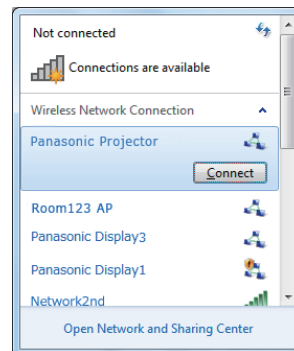 Not connected
Connections are available
Wireless Network Connection
Panasonic Projector
Connect
Room123 AP
Panasonic Display3
Panasonic Display1
Network2nd
Open Network and Sharing Center